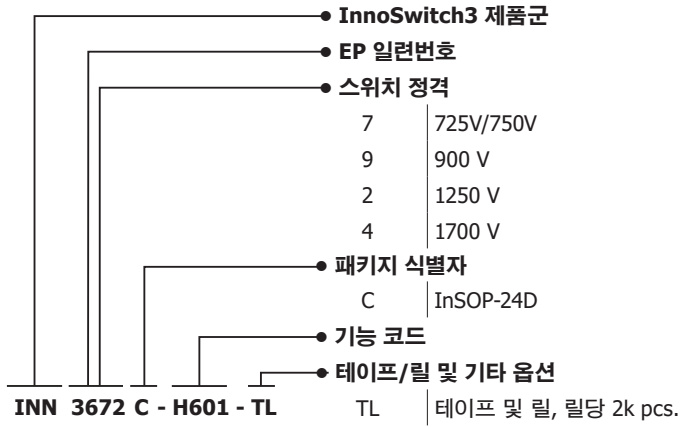 InnoSwitch3 제품군
EP 일련번호
스위치 정격
7 725V/750V
9 900 V
2 1250 V
4 1700 V
패키지 식별자
C InSOP-24D
기능 코드
테이프/릴 및 기타 옵션
INN 3672 C - H601 - TL
TL 테이프 및 릴, 릴당 2k pcs.